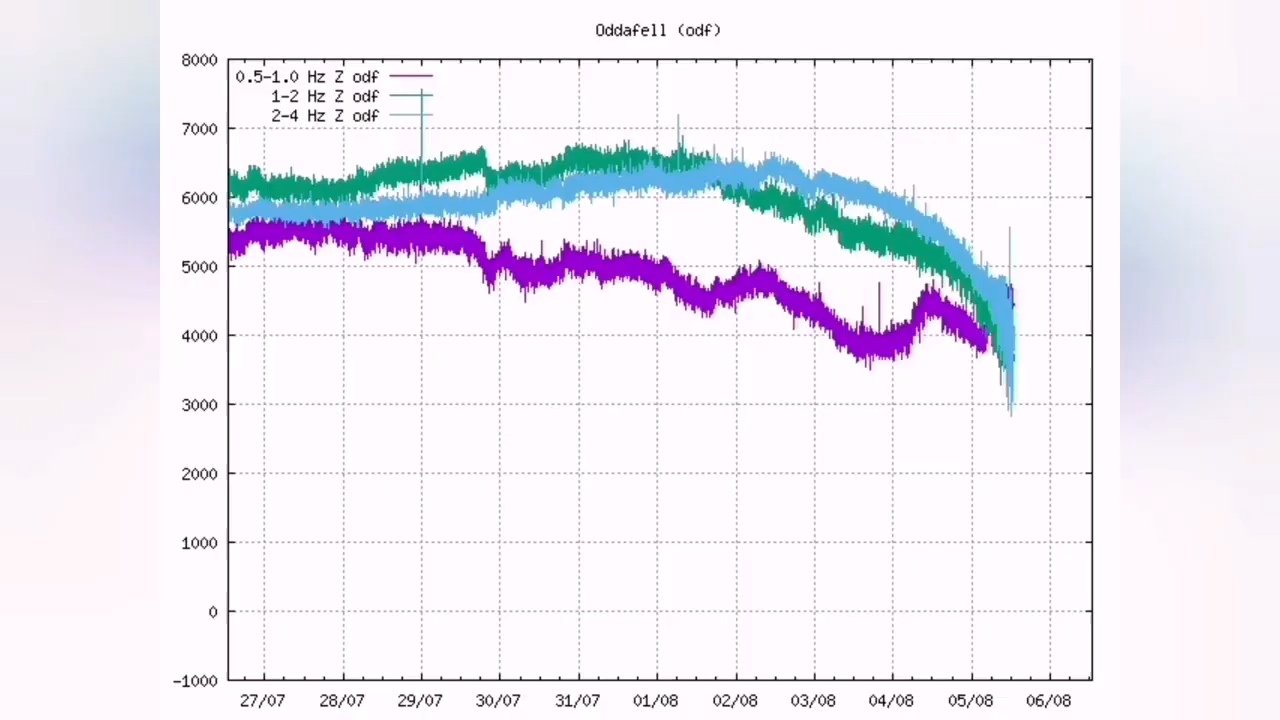 Oddafell (odf)
8000
0.5-1.0 Hz Z odf
1-2 Hz Z odf
2-4 Hz Z odf
7000
6000
5000
4000
3000
2000
1000
0
-1000
27/07 28/07 29/07 30/07 31/07 01/08 02/08 03/08 04/08 05/08 06/08